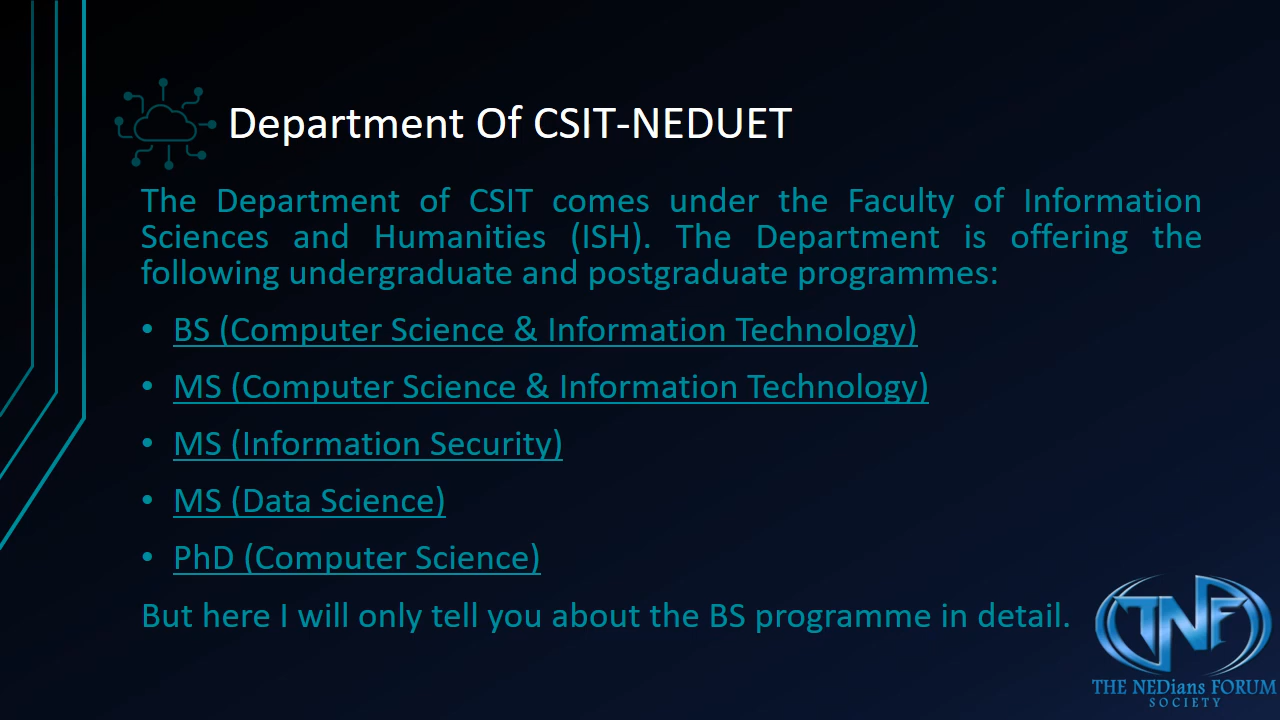 Department Of CSIT-NEDUET
The Department of CSIT comes under the Faculty of Information
Sciences and Humanities (ISH). The Department is offering the
following undergraduate and postgraduate programmes:
• BS (Computer Science & Information Technology)
• MS (Computer Science & Information Technology)
• MS (Information Security)
• MS (Data Science)
• PhD (Computer Science)
But here I will only tell you about the BS programme in detail.
TNF
THE NEDians FORUM
SOCIETY